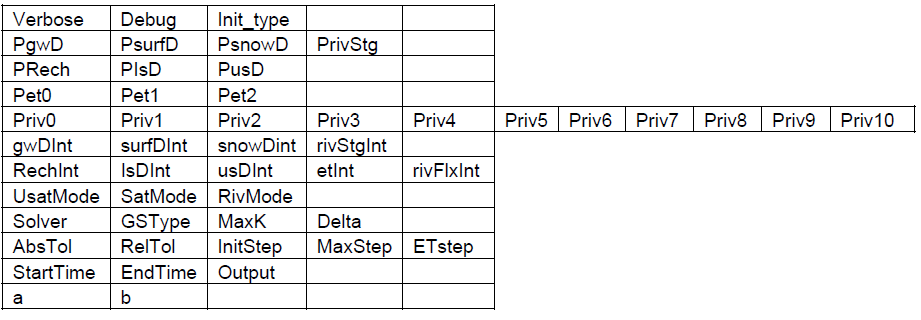 Verbose Debug Init_type
PgwD PsurfD PsnowD PrivStg
PRech PIsD PusD
Pet0 Pet1 Pet2
Priv0 Priv1 Priv2 Priv3 Priv4 Priv5 Priv6 Priv7 Priv8 Priv9 Priv10
gwDInt surfDInt snowDint rivStgInt
RechInt IsDInt usDInt etInt rivFlxInt
UsatMode SatMode RivMode
Solver GSType MaxK Delta
AbsTol RelTol InitStep MaxStep ETstep
StartTime EndTime Output
a b